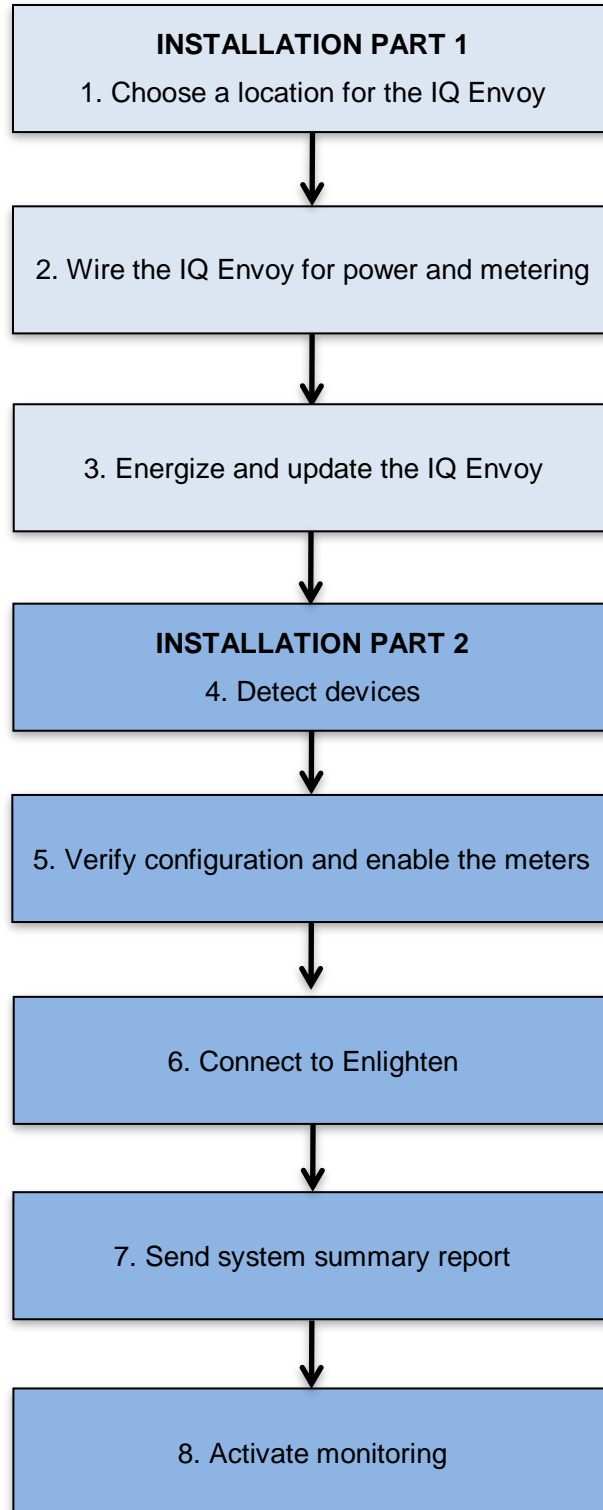 INSTALLATION PART 1
1. Choose a location for the IQ Envoy
2. Wire the IQ Envoy for power and metering
3. Energize and update the IQ Envoy
INSTALLATION PART 2
4. Detect devices
5. Verify configuration and enable the meters
6. Connect to Enlighten
7. Send system summary report
8. Activate monitoring